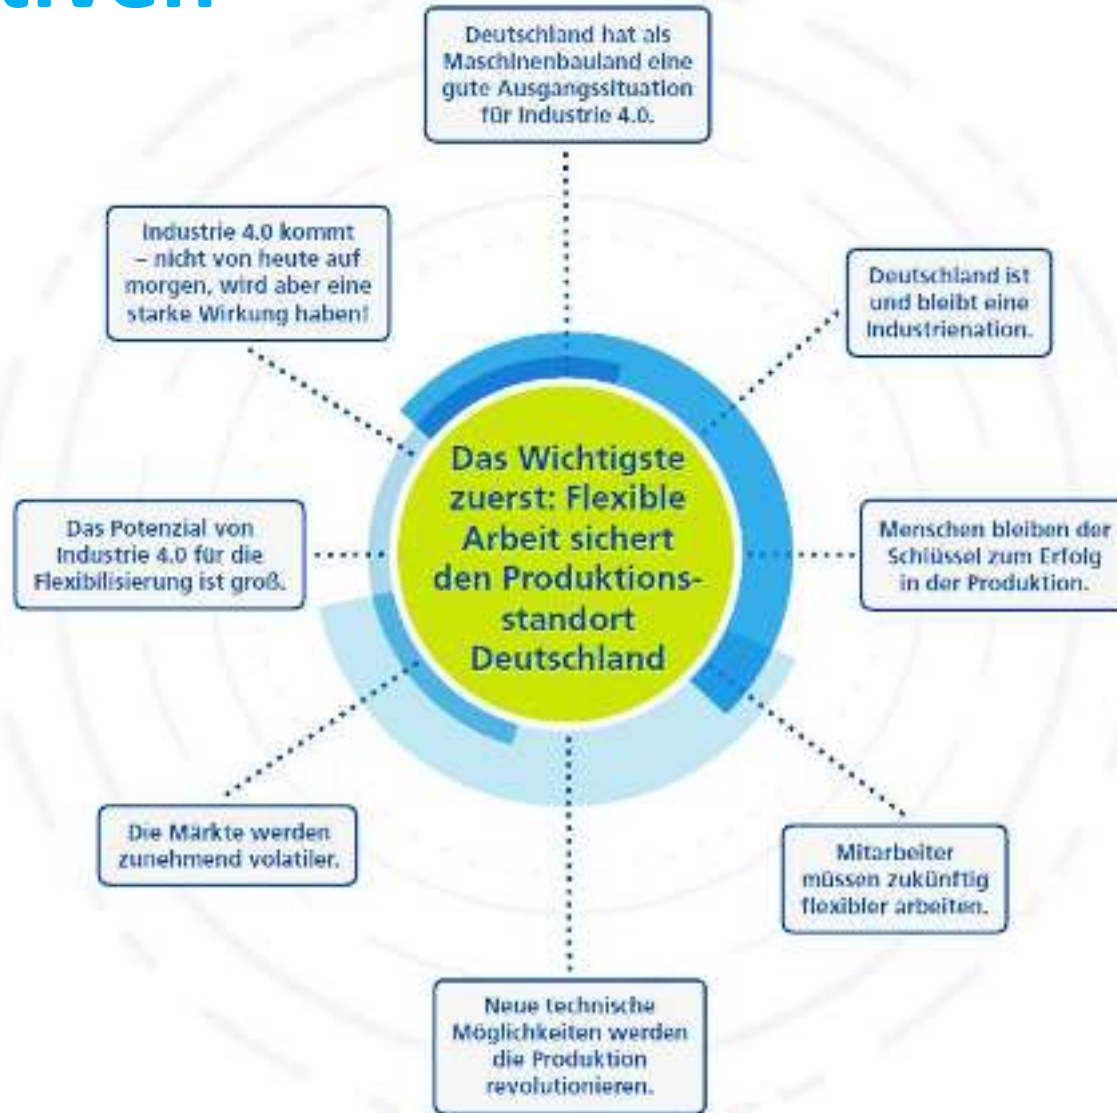 Deutschland hat als
Maschinenbauland eine
gute Ausgangssituation
für Industrie 4.0.
Industrie 4.0 kommt
– nicht von heute auf
morgen, wird aber eine
starke Wirkung haben!
Deutschland ist
und bleibt eine
Industrienation.
Das Wichtigste
zuerst: Flexible
Arbeit sichert
den Produktions-
standort
Deutschland
Das Potenzial von
Industrie 4.0 für die
Flexibilisierung ist groß.
Menschen bleiben der
Schlüssel zum Erfolg
in der Produktion.
Die Märkte werden
zunehmend volatiler.
Mitarbeiter
müssen zukünftig
flexibler arbeiten.
Neue technische
Möglichkeiten werden
die Produktion
revolutionieren.